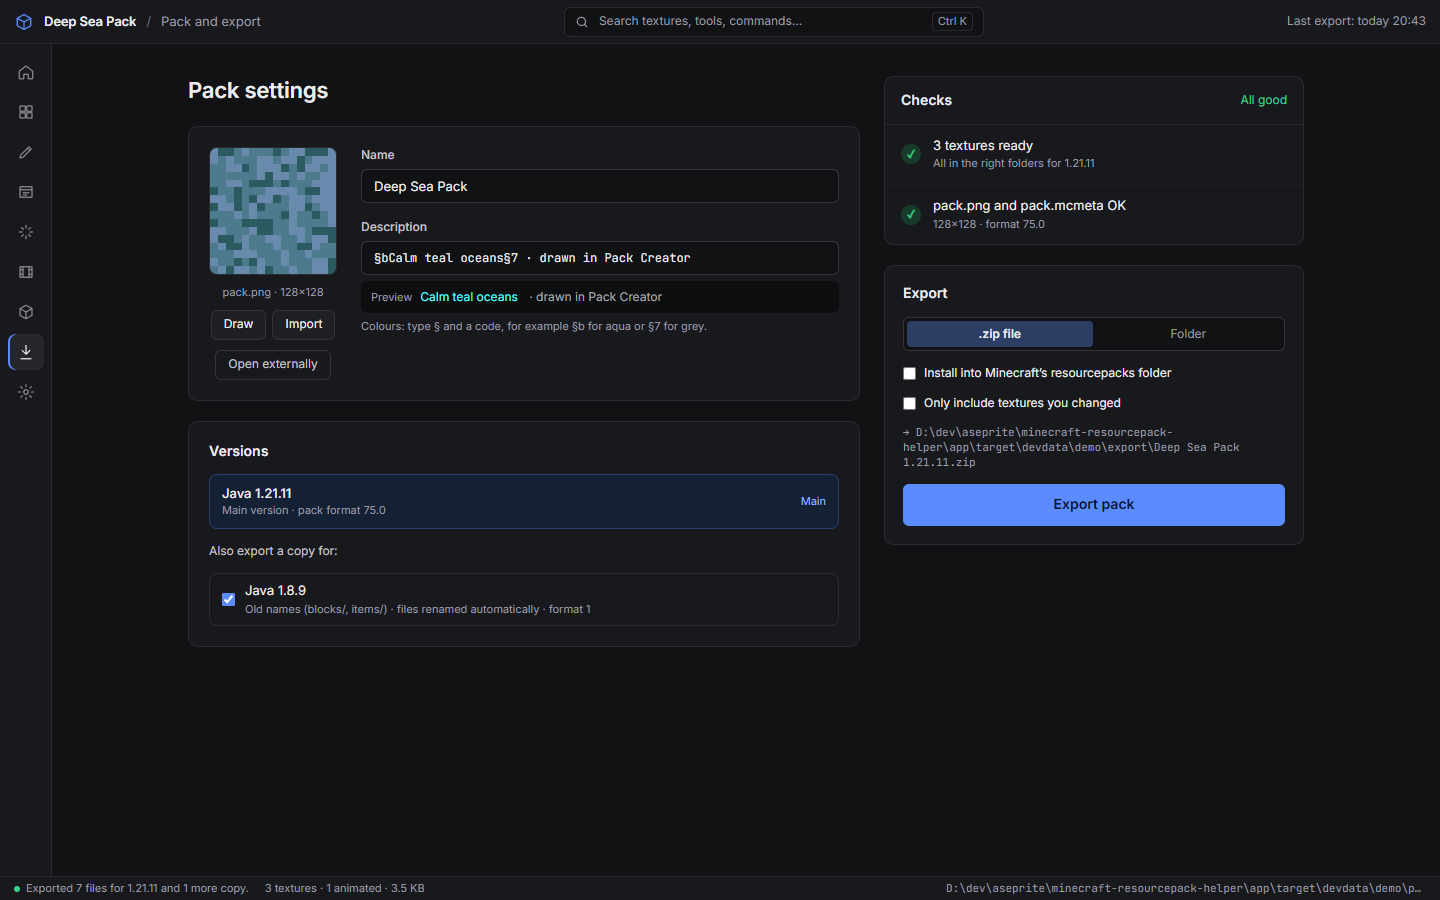 Deep Sea Pack / Pack and export
Search textures, tools, commands...
Ctrl K
Last export: today 20:43
Pack settings
pack.png · 128×128
Draw
Import
Open externally
Name
Deep Sea Pack
Description
§bCalm teal oceans§7 · drawn in Pack Creator
Preview Calm teal oceans · drawn in Pack Creator
Colours: type § and a code, for example §b for aqua or §7 for grey.
Versions
Java 1.21.11
Main version · pack format 75.0
Main
Also export a copy for:
Java 1.8.9
Old names (blocks/, items/) · files renamed automatically · format 1
Checks
All good
3 textures ready
All in the right folders for 1.21.11
pack.png and pack.mcmeta OK
128×128 · format 75.0
Export
.zip file
Folder
Install into Minecraft’s resourcepacks folder
Only include textures you changed
→ D:\dev\aseprite\minecraft-resourcepack-
helper\app\target\devdata\demo\export\Deep Sea Pack
1.21.11.zip
Export pack
Exported 7 files for 1.21.11 and 1 more copy.
3 textures · 1 animated · 3.5 KB
D:\dev\aseprite\minecraft-resourcepack-helper\app\target\devdata\demo\p…